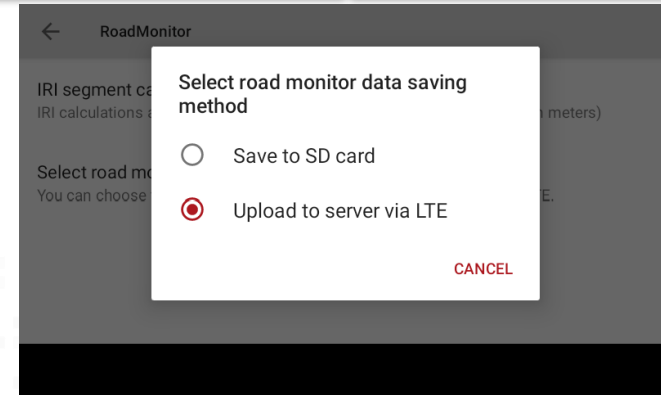 RoadMonitor
IRI segment ca
IRI calculations
meters)
Select road mo
You can choose
E.
Select road monitor data saving
method
Save to SD card
Upload to server via LTE
CANCEL